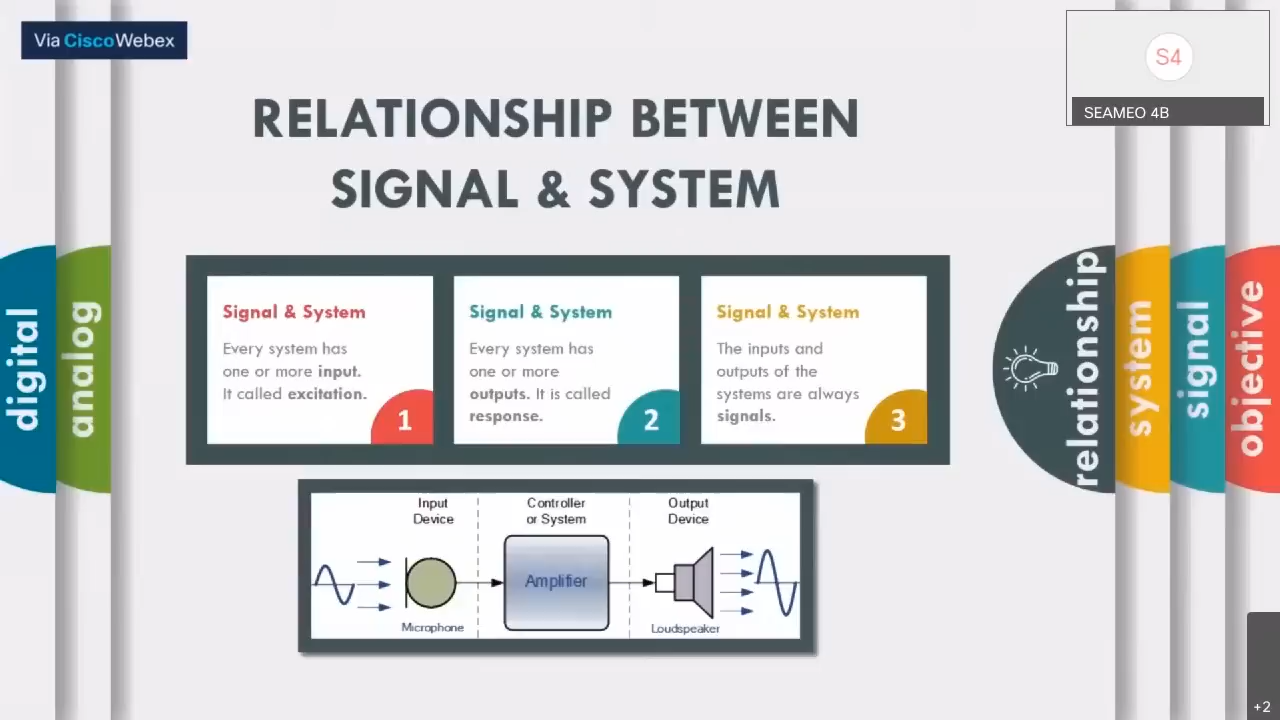 Via CiscoWebex
S4
SEAMEO 4B
RELATIONSHIP BETWEEN
SIGNAL & SYSTEM
digital
analog
Signal & System
Every system has
one or more input.
It called excitation.
1
Signal & System
Every system has
one or more
outputs. It is called
response.
2
Signal & System
The inputs and
outputs of the
systems are always
signals.
3
relationship
system
signal
objective
Input
Device
Controller
or System
Output
Device
Amplifier
Microphone
Loudspeaker
+2